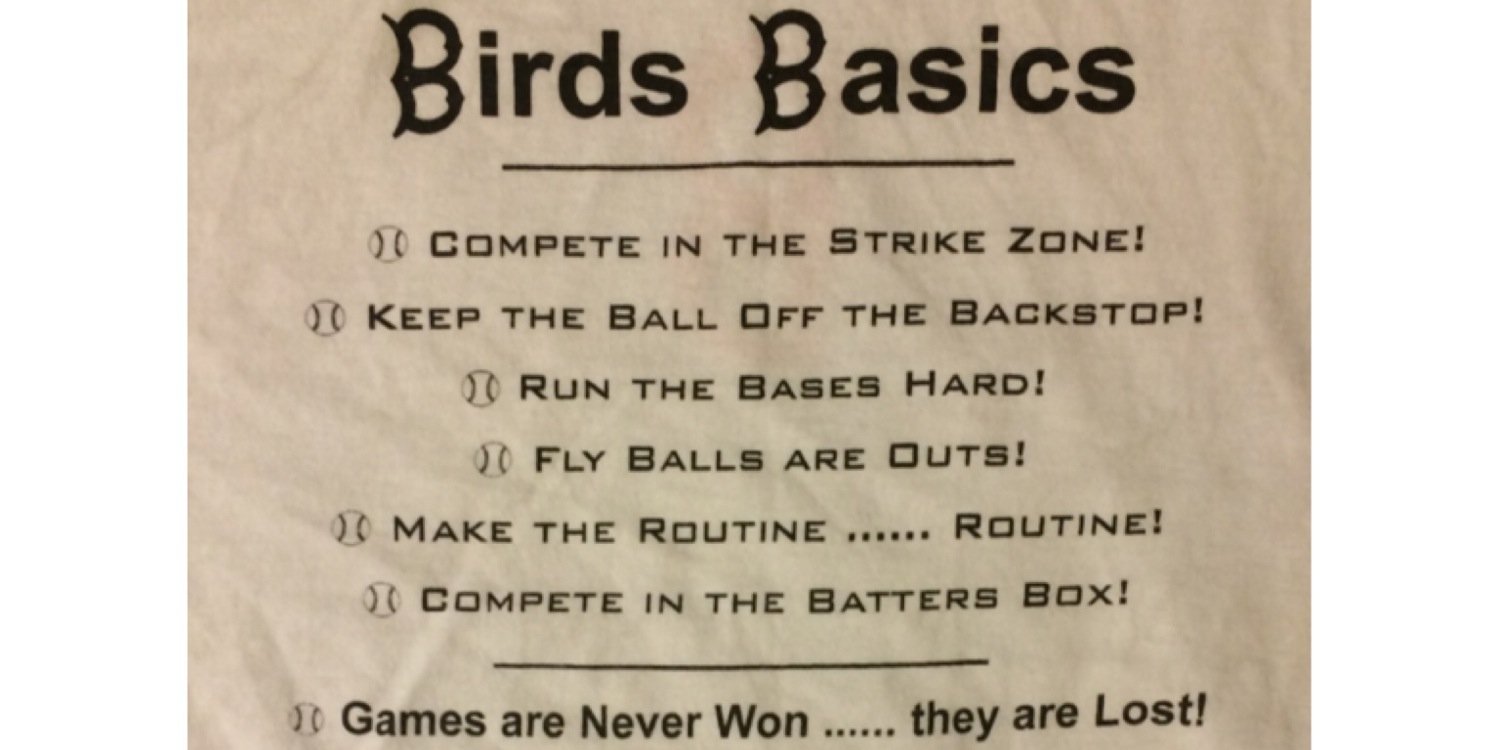 Birds Basics
Compete in the Strike Zone!
Keep the Ball Off the Backstop!
Run the Bases Hard!
Fly Balls are Outs!
Make the Routine ...... Routine!
Compete in the Batters Box!
Games are Never Won ...... they are Lost!